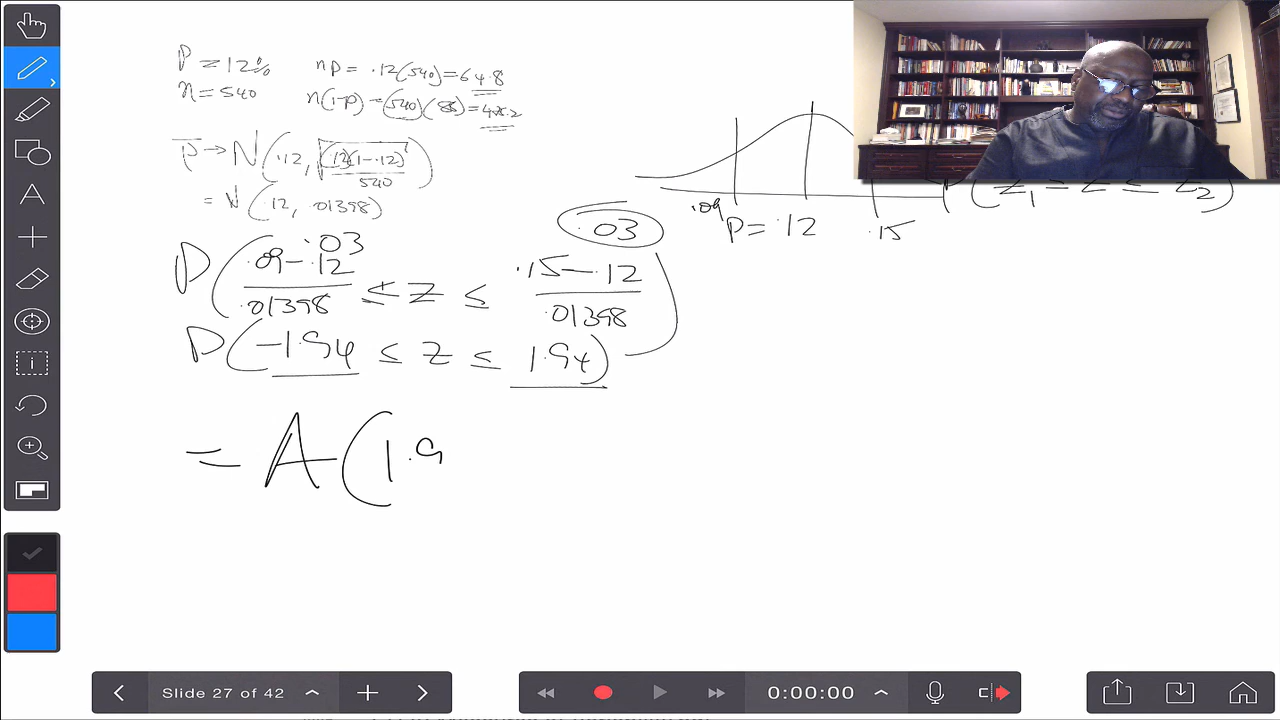 P = 12%
n = 540
np = .12(540) = 64.8
n(1-p) = (540)(.88) = 475.2
P̅ → N(.12, √(.12)(1-.12)/540)
= N(.12, .01398)
.09
P = .12
.15
(Z₁ ≤ Z ≤ Z₂)
.03
.03
P(.09 - .12/.01398 ≤ Z ≤ .15 - .12/.01398)
P(-1.94 ≤ Z ≤ 1.94)
= A(1.9
Slide 27 of 42
0:00:00